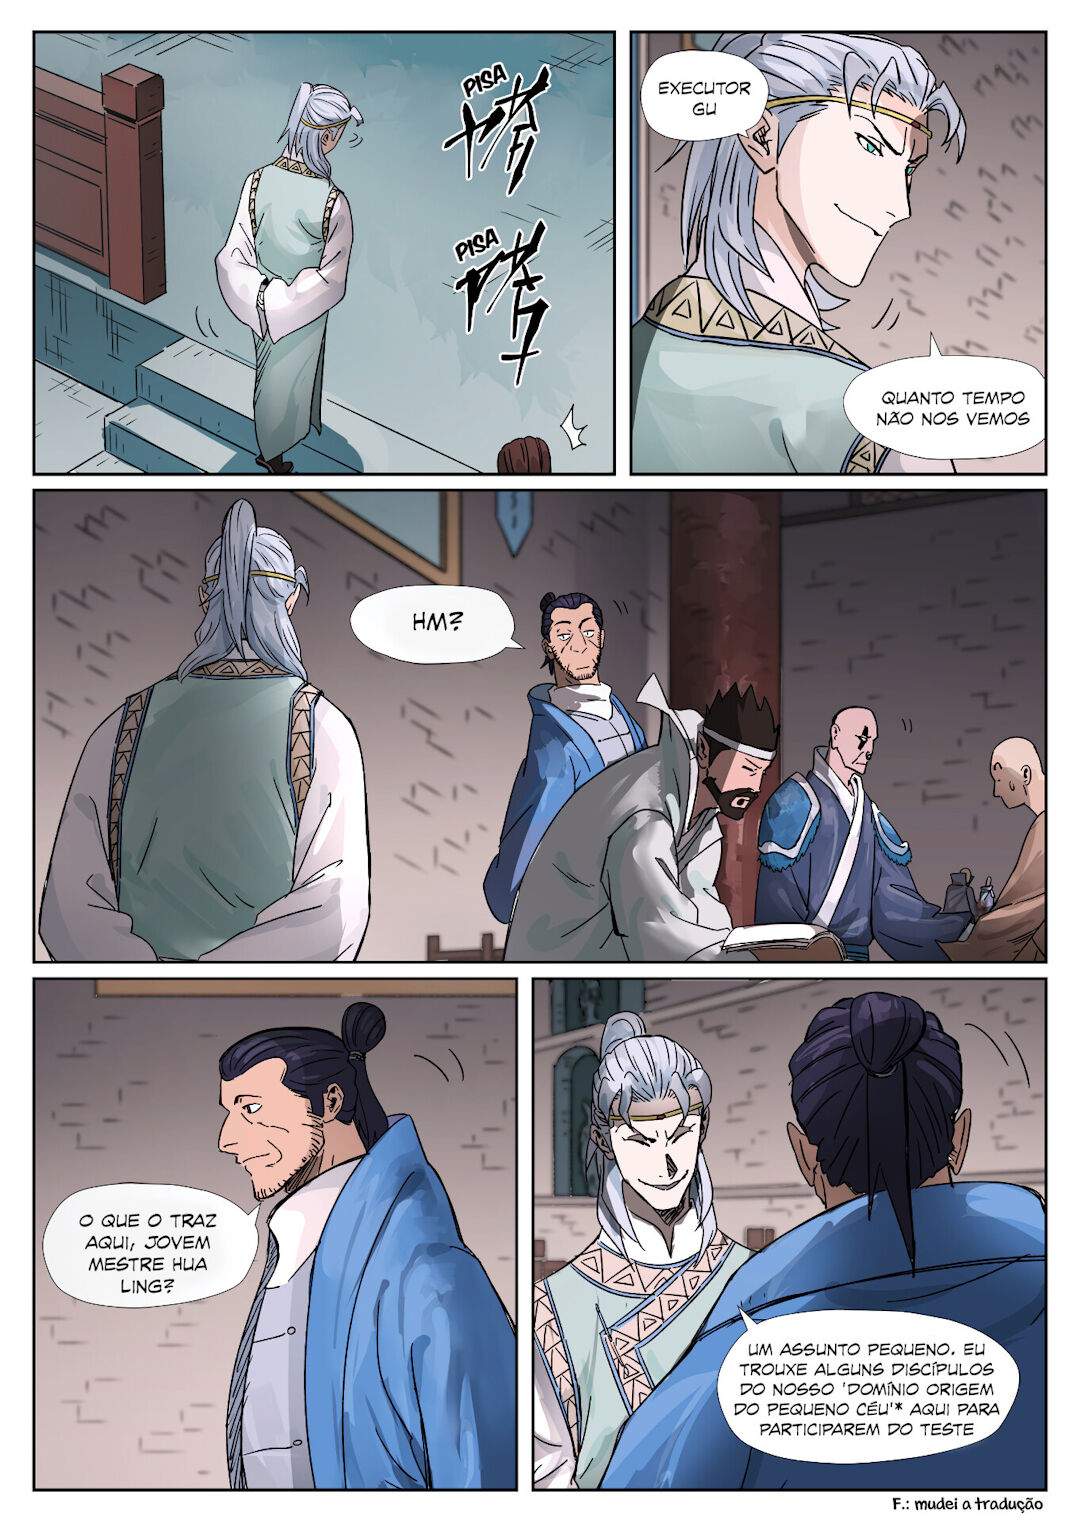 PISA
PISA
EXECUTOR
GU
QUANTO TEMPO
NÃO NOS VEMOS
HM?
O QUE O TRAZ
AQUI, JOVEM
MESTRE HUA
LING?
UM ASSUNTO PEQUENO. EU
TROUXE ALGUNS DISCÍPULOS
DO NOSSO 'DOMÍNIO ORIGEM
DO PEQUENO CÉU'* AQUI PARA
PARTICIPAREM DO TESTE
F.: mudei a tradução